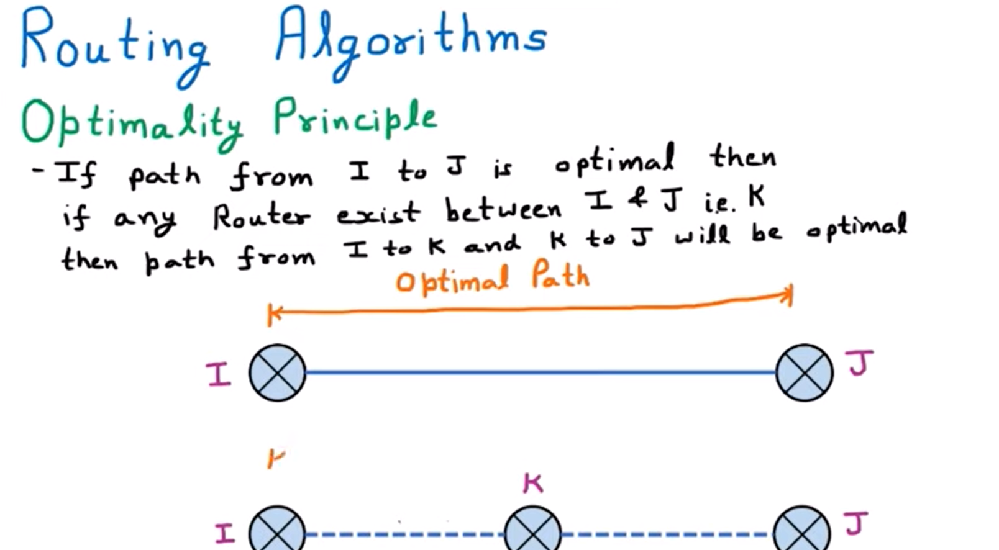 Routing Algorithms
Optimality Principle
- If path from I to J is optimal then
if any Router exist between I & J i.e. K
then path from I to K and K to J will be optimal
Optimal Path
I J
K
I J